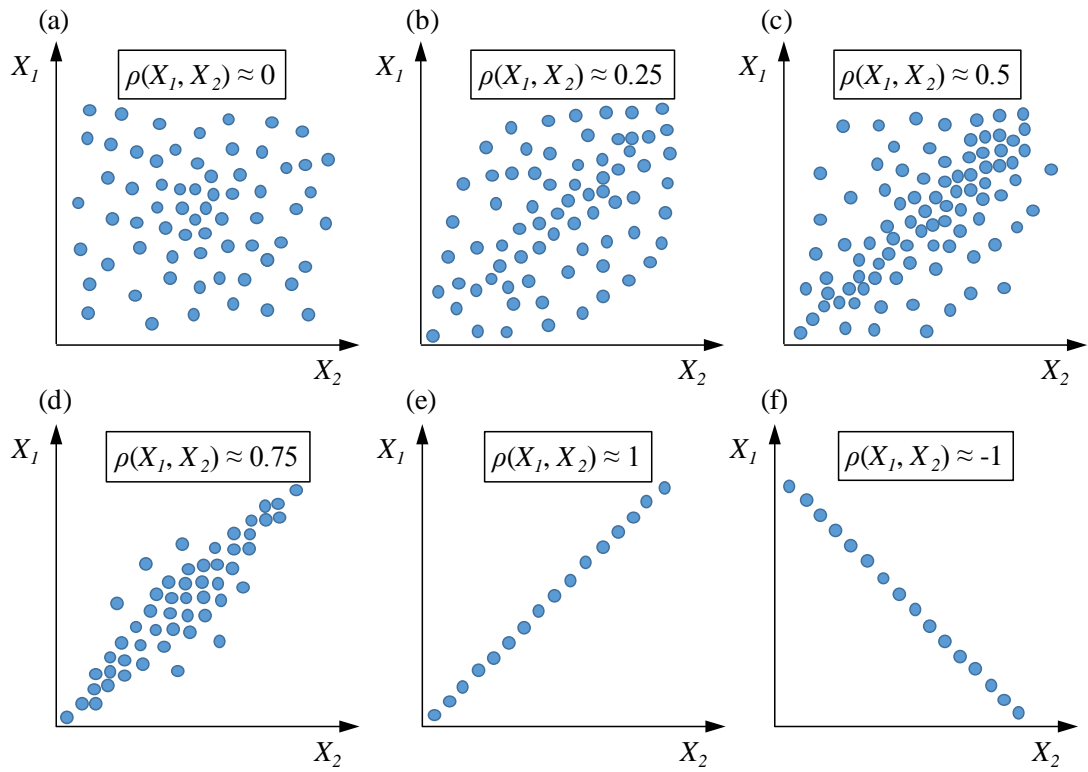 (a)
X1
ρ(X1, X2) ≈ 0
X2
(b)
X1
ρ(X1, X2) ≈ 0.25
X2
(c)
X1
ρ(X1, X2) ≈ 0.5
X2
(d)
X1
ρ(X1, X2) ≈ 0.75
X2
(e)
X1
ρ(X1, X2) ≈ 1
X2
(f)
X1
ρ(X1, X2) ≈ -1
X2